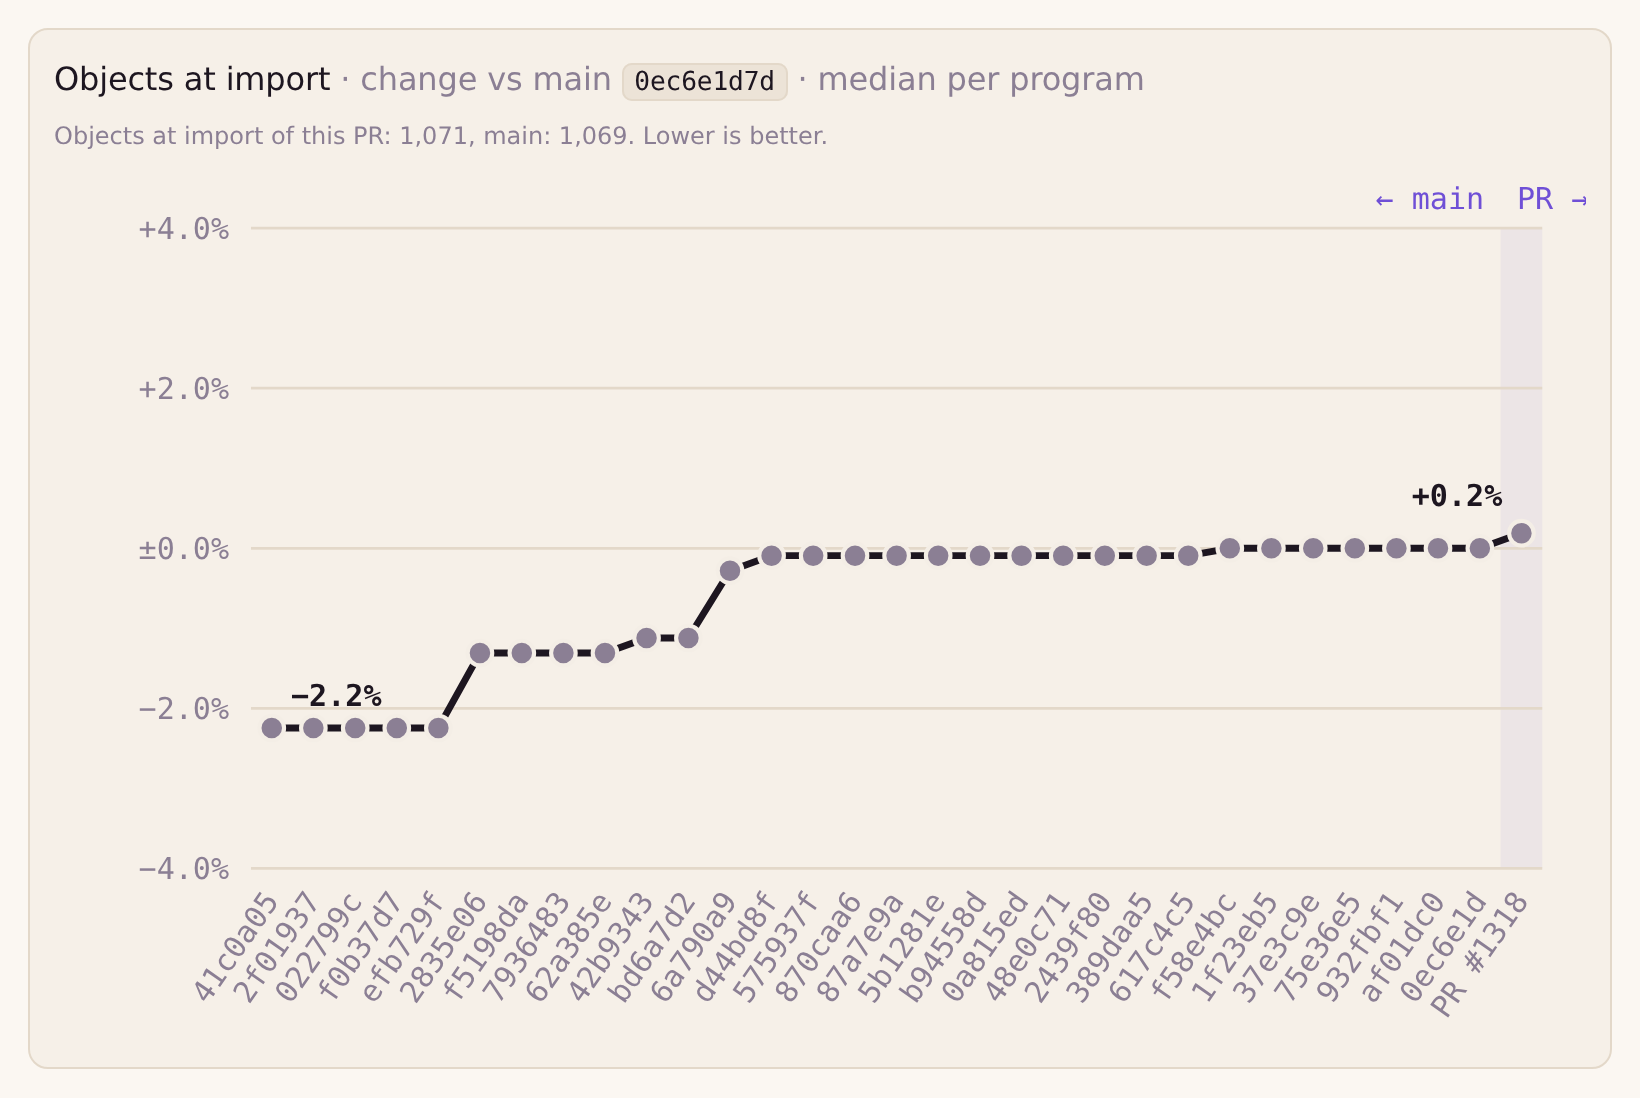 Objects at import · change vs main 0ec6e1d7d · median per program
Objects at import of this PR: 1,071, main: 1,069. Lower is better.
← main PR →
+4.0%
+2.0%
+0.2%
±0.0%
−2.2%
−2.0%
−4.0%
41c0a05
2f01937
022799c
f0b37d7
efb729f
2835e06
f5198da
7936483
62a385e
42b9343
bd6a7d2
6a790a9
d44bd8f
575937f
870caa6
87a7e9a
5b1281e
b94558d
0a815ed
48e0c71
2439f80
389daa5
617c4c5
f58e4bc
1f23eb5
37e3c9e
75e36e5
932fbf1
af01dc0
0ec6e1d
PR #1318